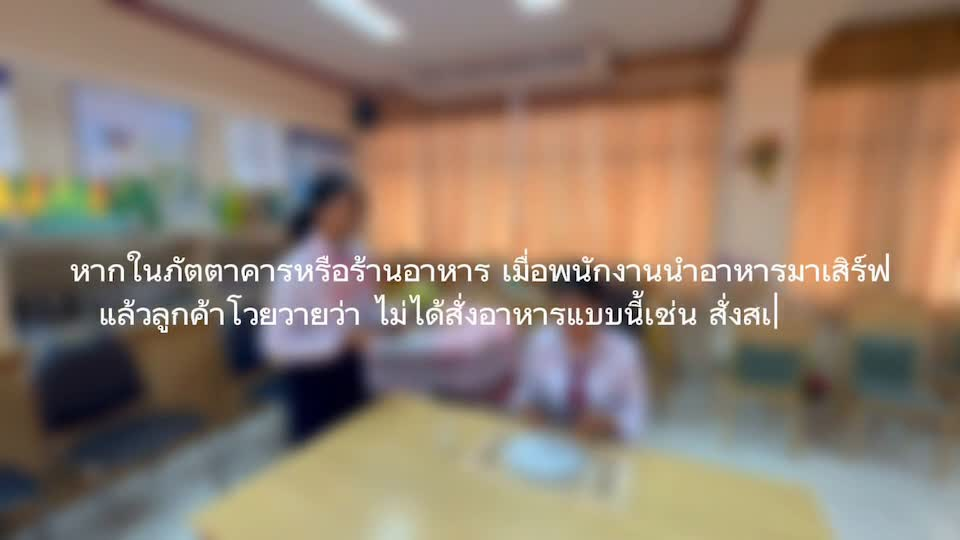 หากในภัตตาคารหรือร้านอาหาร เมื่อพนักงานนำอาหารมาเสิร์ฟ
แล้วลูกค้าโวยวายว่า ไม่ได้สั่งอาหารแบบนี้เช่น สั่งสเ